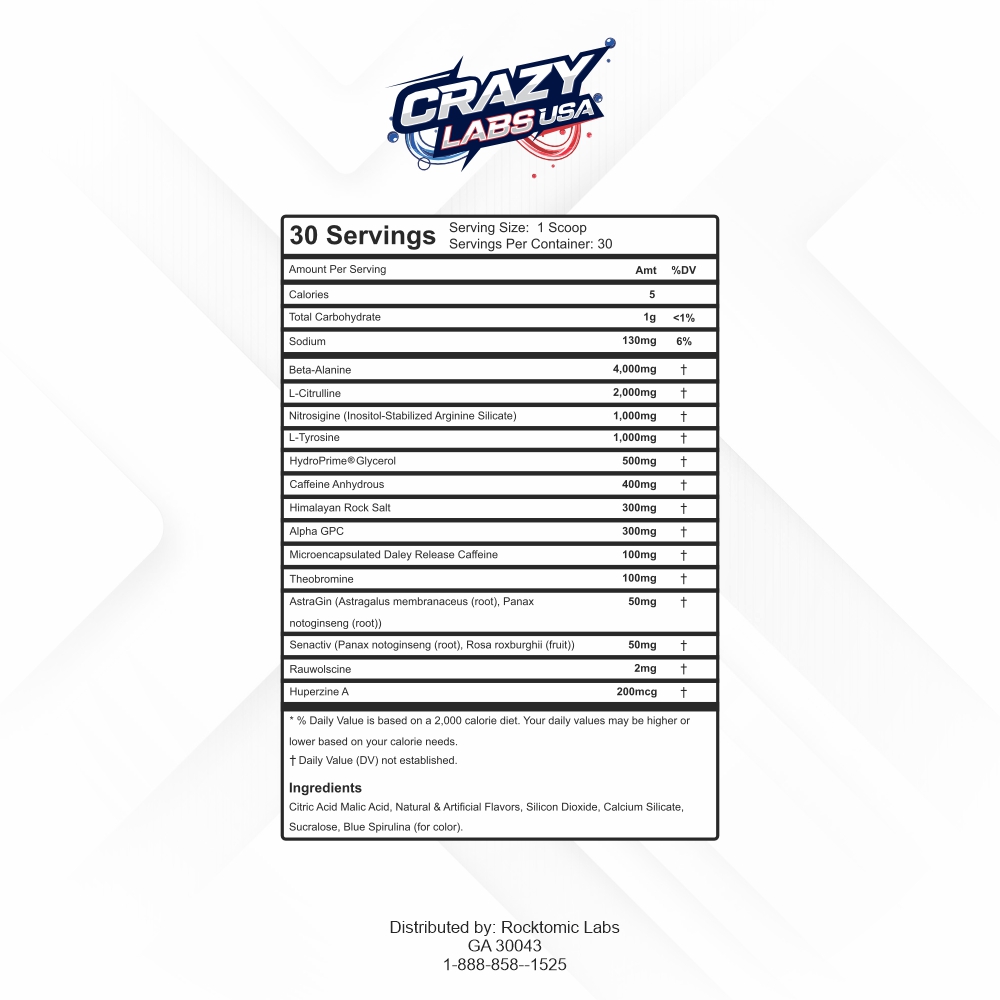 CRAZY
LABS USA
30 Servings
Serving Size: 1 Scoop
Servings Per Container: 30
Amount Per Serving Amt %DV
Calories 5
Total Carbohydrate 1g <1%
Sodium 130mg 6%
Beta-Alanine 4,000mg †
L-Citrulline 2,000mg †
Nitrosigine (Inositol-Stabilized Arginine Silicate) 1,000mg †
L-Tyrosine 1,000mg †
HydroPrime® Glycerol 500mg †
Caffeine Anhydrous 400mg †
Himalayan Rock Salt 300mg †
Alpha GPC 300mg †
Microencapsulated Daley Release Caffeine 100mg †
Theobromine 100mg †
AstraGin (Astragalus membranaceus (root), Panax 50mg †
notoginseng (root))
Senactiv (Panax notoginseng (root), Rosa roxburghii (fruit)) 50mg †
Rauwolscine 2mg †
Huperzine A 200mcg †
* % Daily Value is based on a 2,000 calorie diet. Your daily values may be higher or
lower based on your calorie needs.
† Daily Value (DV) not established.
Ingredients
Citric Acid Malic Acid, Natural & Artificial Flavors, Silicon Dioxide, Calcium Silicate,
Sucralose, Blue Spirulina (for color).
Distributed by: Rocktomic Labs
GA 30043
1-888-858--1525